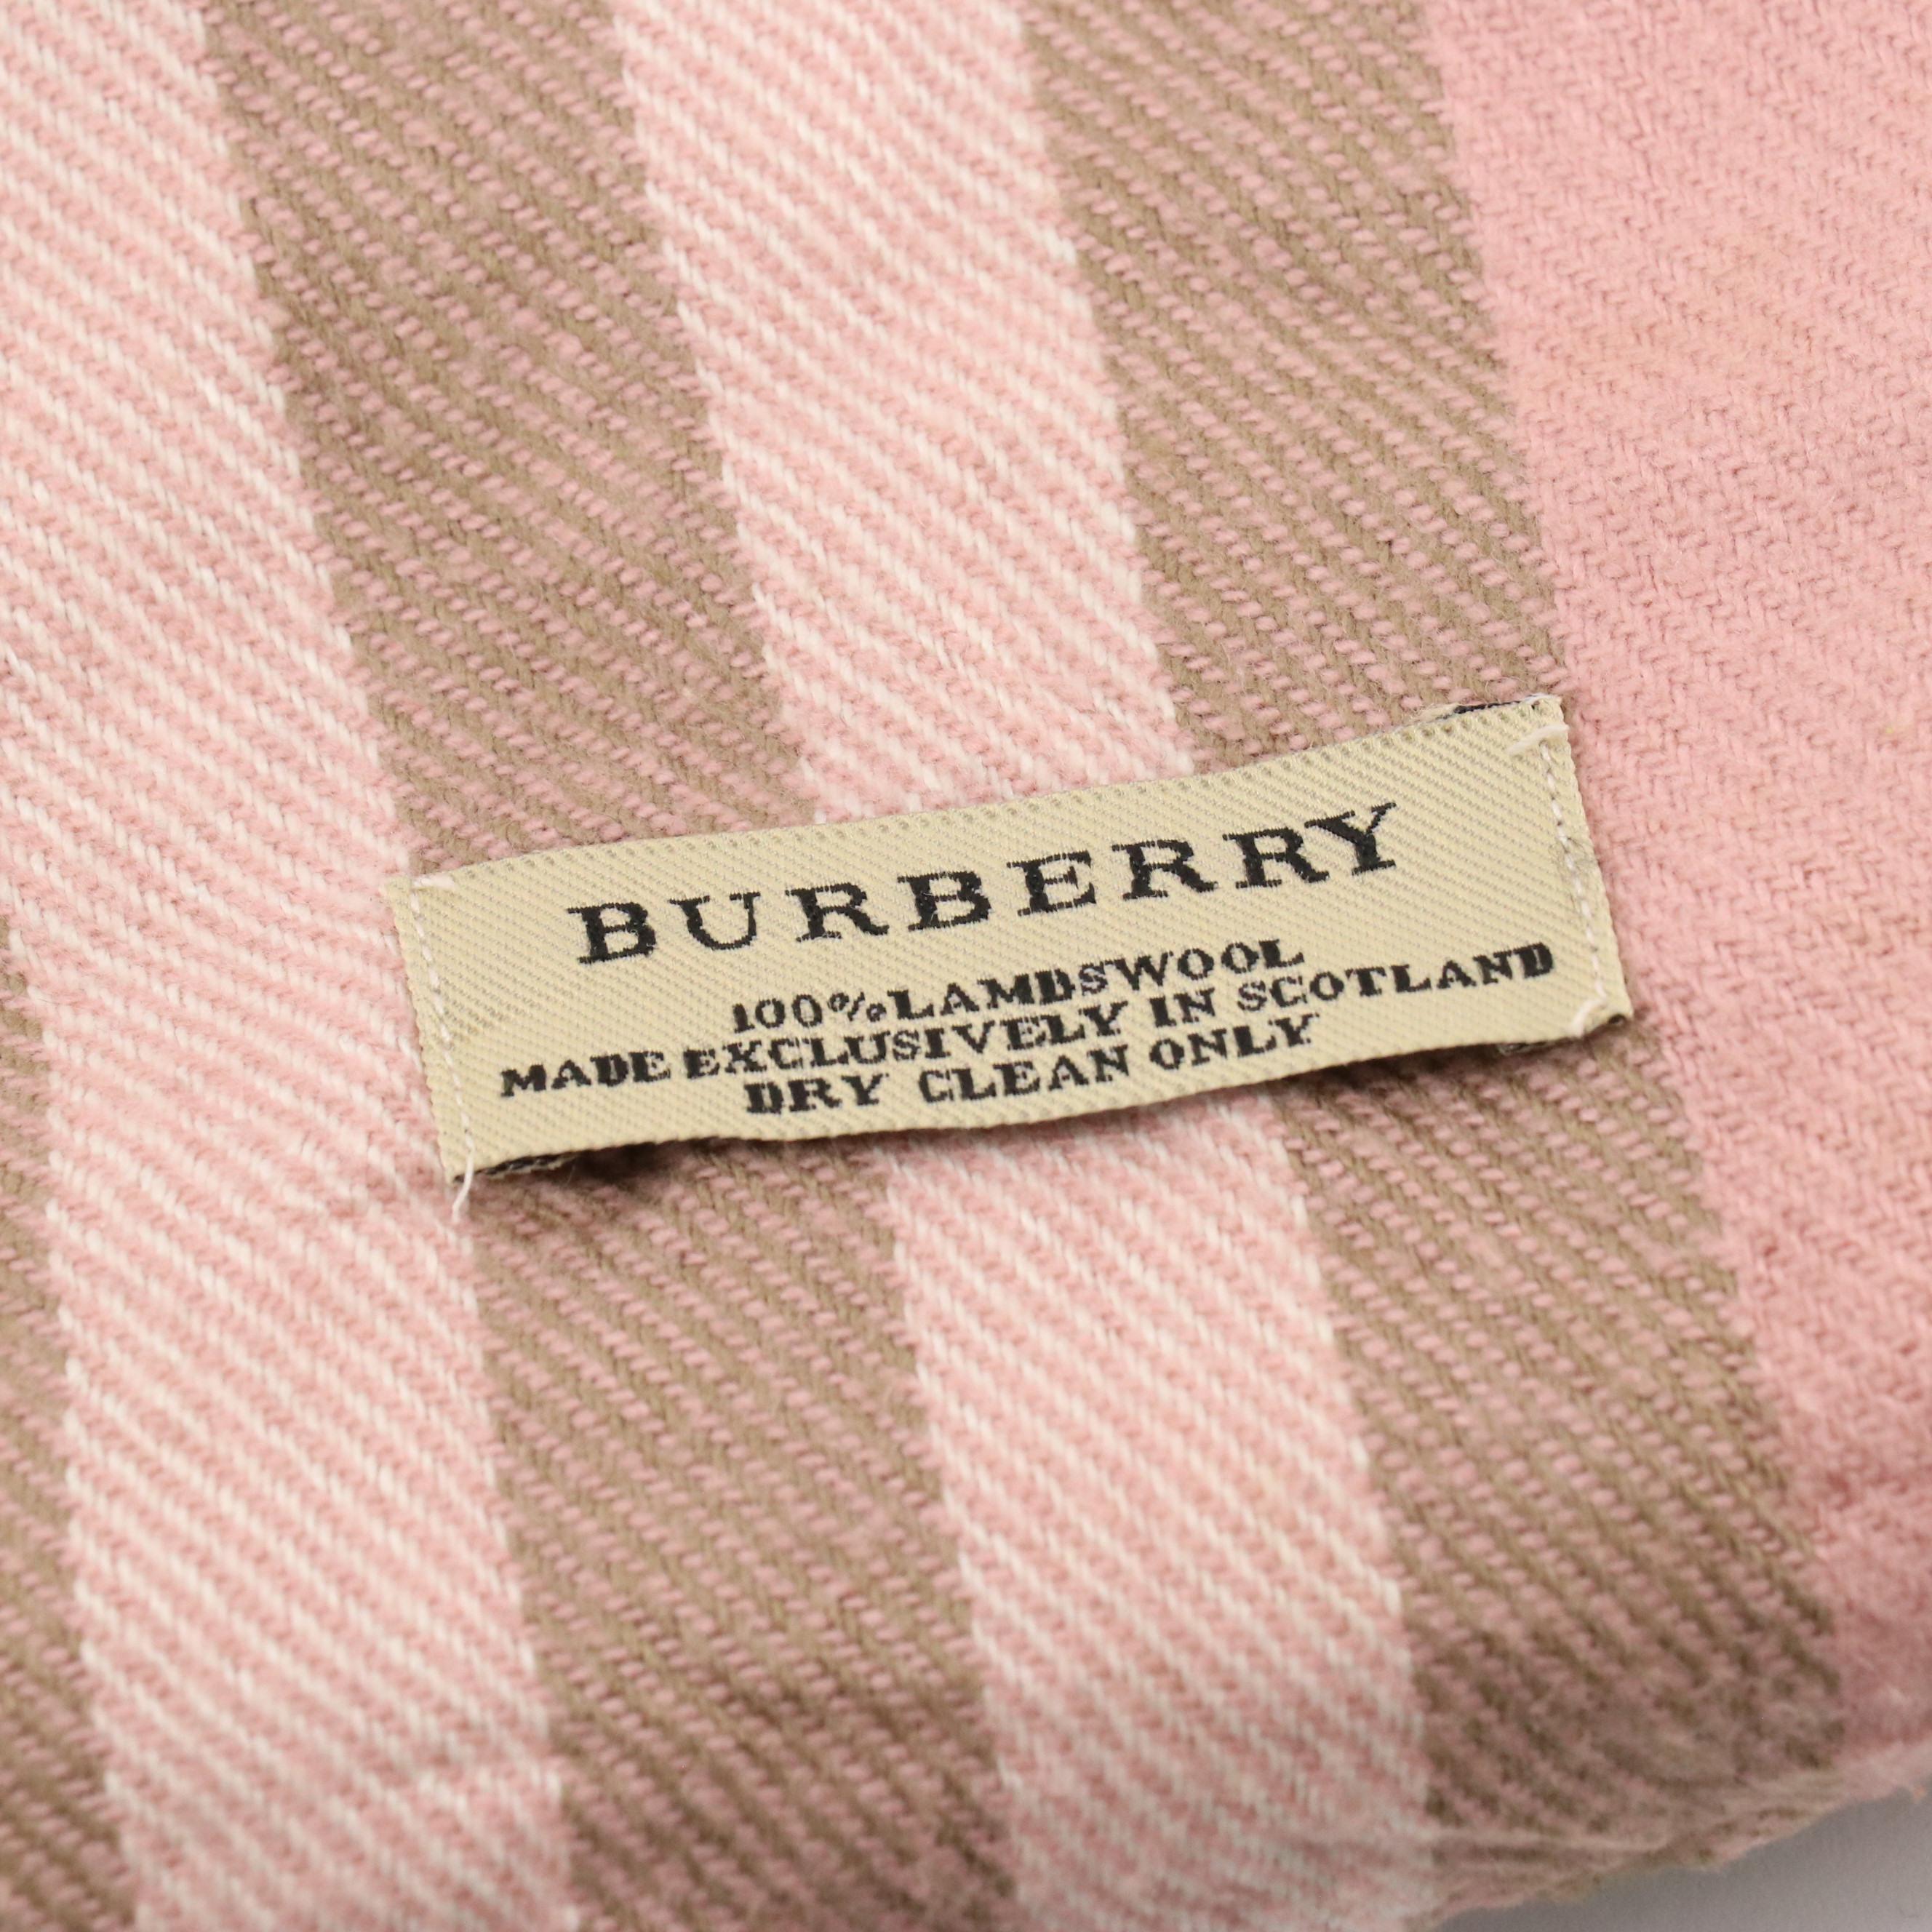 BURBERRY
100% LAMBSWOOL
MADE EXCLUSIVELY IN SCOTLAND
DRY CLEAN ONLY